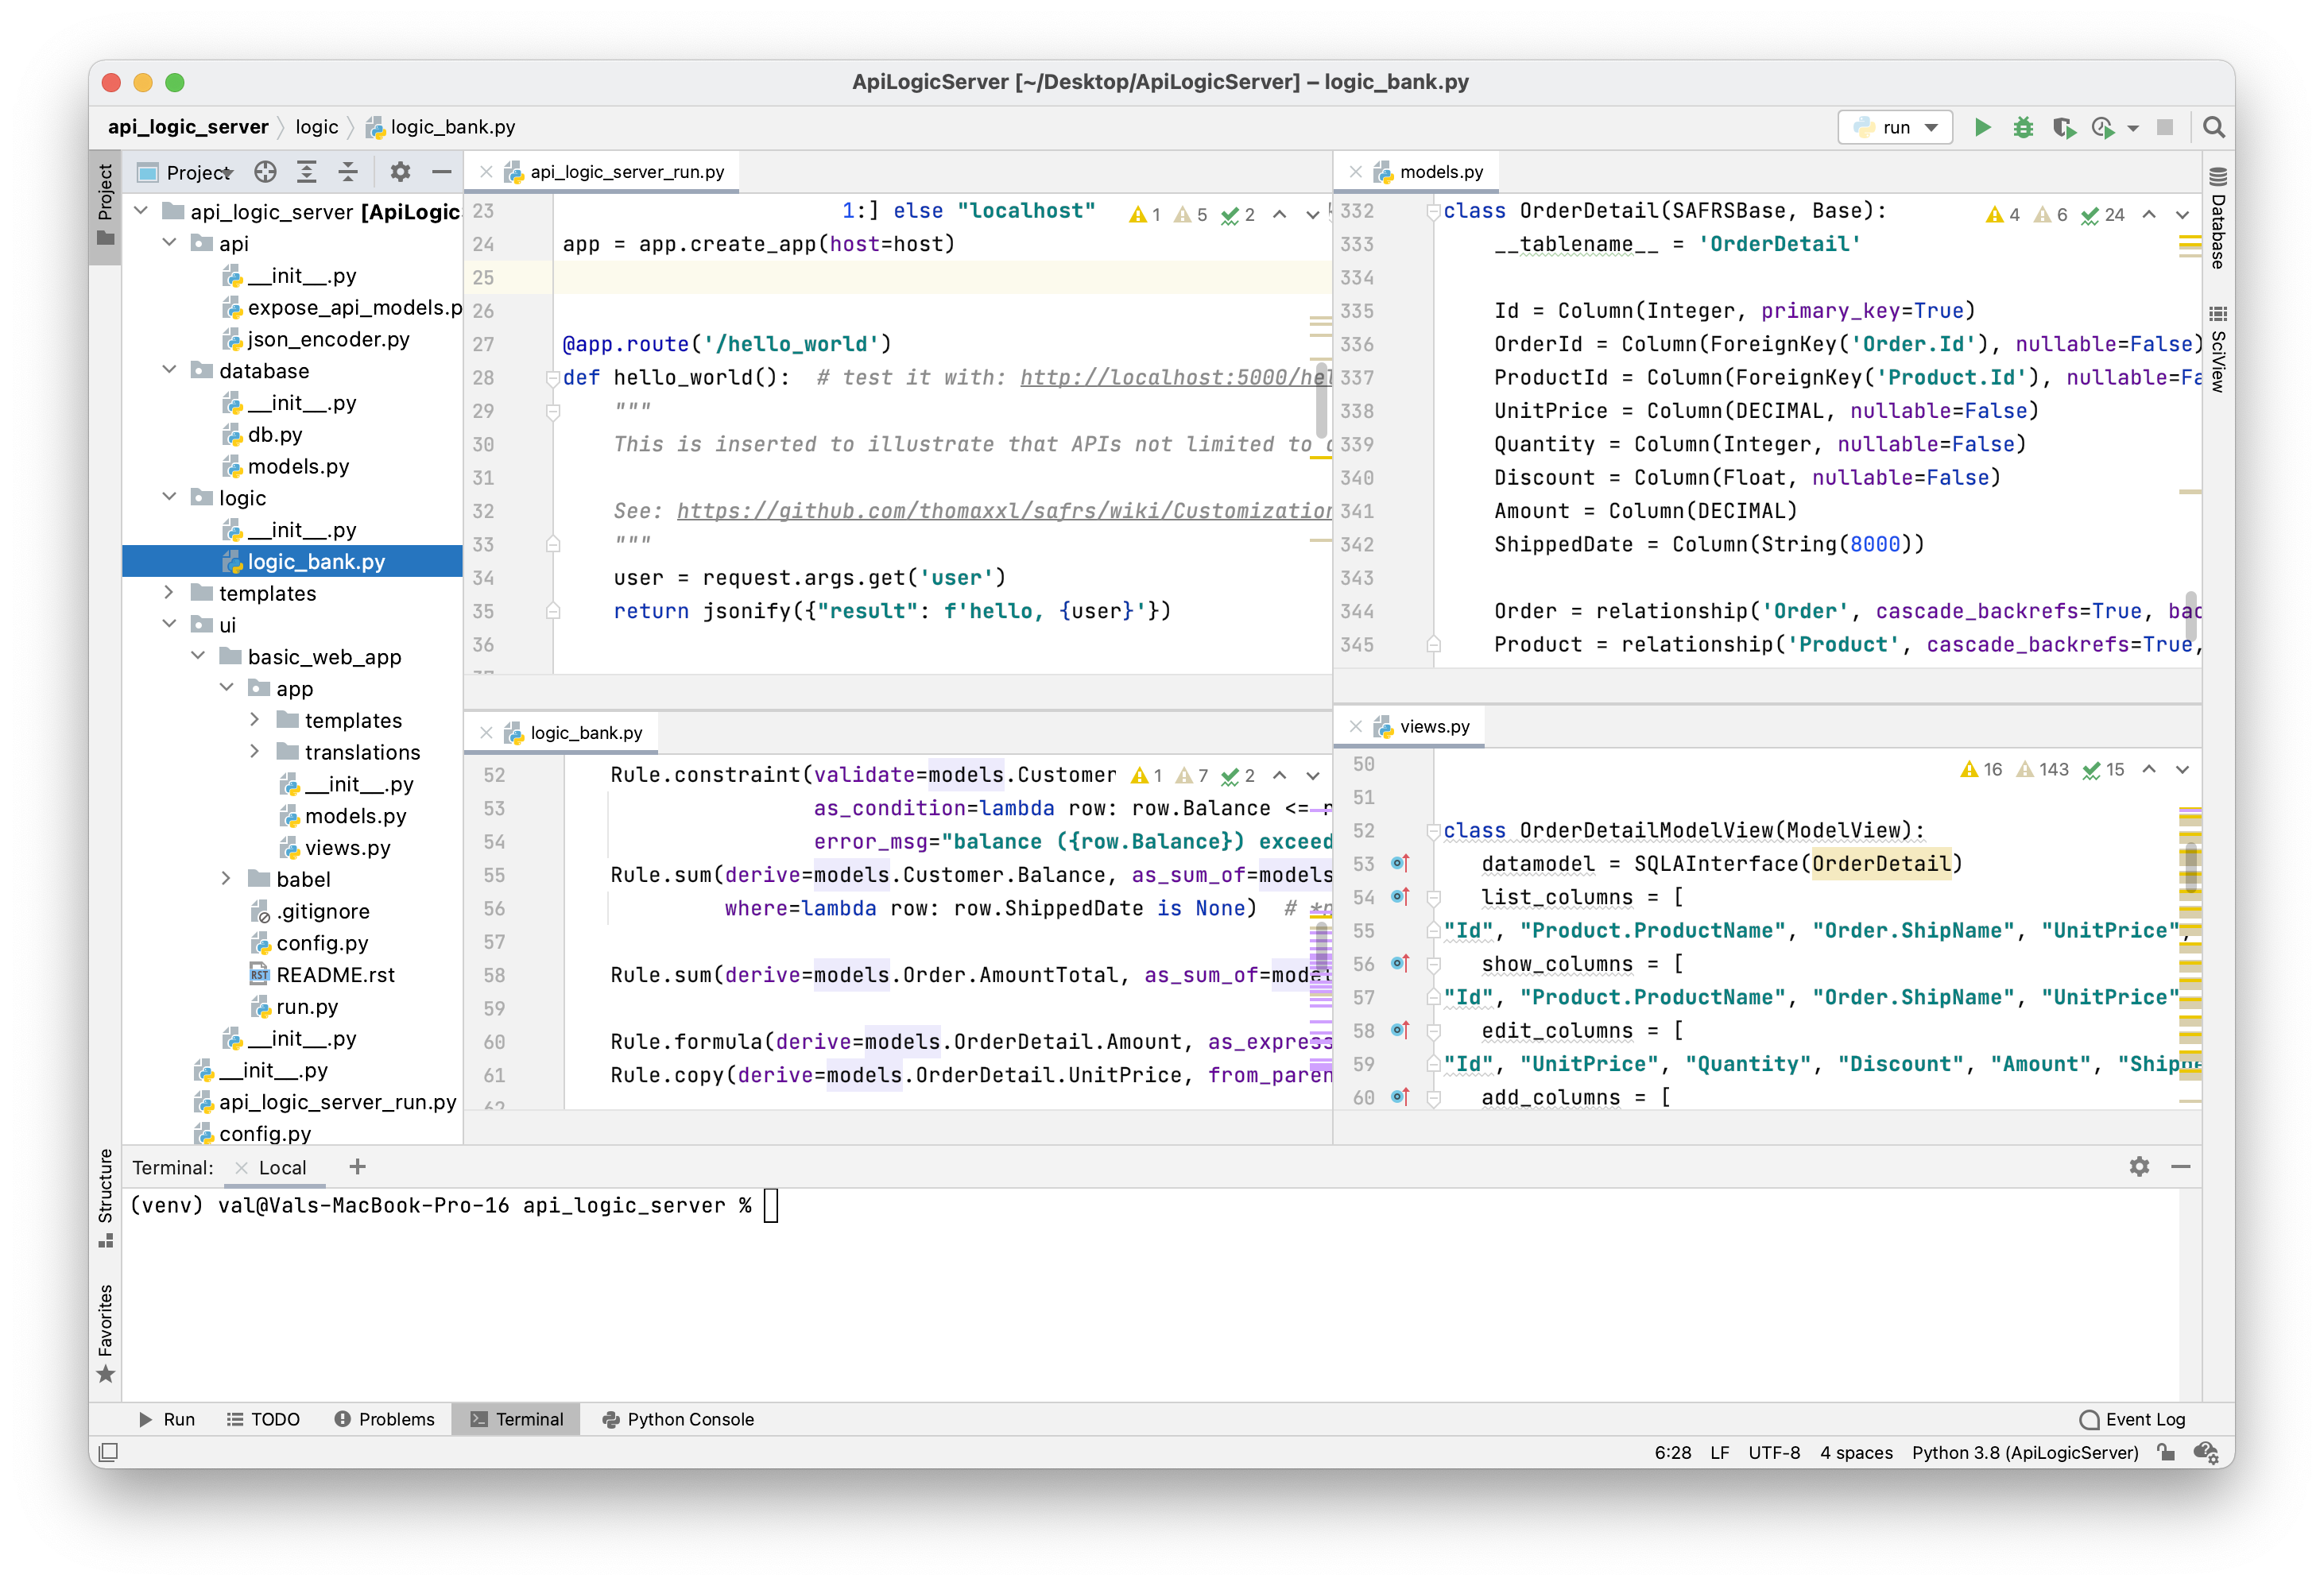 ApiLogicServer [~/Desktop/ApiLogicServer] – logic_bank.py
api_logic_server logic logic_bank.py
run
Project
Project
api_logic_server [ApiLogic
api
__init__.py
expose_api_models.p
json_encoder.py
database
__init__.py
db.py
models.py
logic
__init__.py
logic_bank.py
templates
ui
basic_web_app
app
templates
translations
__init__.py
models.py
views.py
babel
.gitignore
config.py
README.rst
run.py
__init__.py
__init__.py
api_logic_server_run.py
config.py
api_logic_server_run.py
1 5 2
23 1:] else "localhost"
24 app = app.create_app(host=host)
25
26
27 @app.route('/hello_world')
28 def hello_world():  # test it with: http://localhost:5000/hel
29 """
30 This is inserted to illustrate that APIs not limited to
31
32 See: https://github.com/thomaxxl/safrs/wiki/Customization
33 """
34 user = request.args.get('user')
35 return jsonify({"result": f'hello, {user}'})
36
37
models.py
4 6 24
332 class OrderDetail(SAFRSBase, Base):
333 __tablename__ = 'OrderDetail'
334
335 Id = Column(Integer, primary_key=True)
336 OrderId = Column(ForeignKey('Order.Id'), nullable=False)
337 ProductId = Column(ForeignKey('Product.Id'), nullable=Fa
338 UnitPrice = Column(DECIMAL, nullable=False)
339 Quantity = Column(Integer, nullable=False)
340 Discount = Column(Float, nullable=False)
341 Amount = Column(DECIMAL)
342 ShippedDate = Column(String(8000))
343
344 Order = relationship('Order', cascade_backrefs=True, bac
345 Product = relationship('Product', cascade_backrefs=True,
logic_bank.py
1 7 2
52 Rule.constraint(validate=models.Customer
53 as_condition=lambda row: row.Balance <=
54 error_msg="balance ({row.Balance}) exceed
55 Rule.sum(derive=models.Customer.Balance, as_sum_of=models
56 where=lambda row: row.ShippedDate is None)  #
57
58 Rule.sum(derive=models.Order.AmountTotal, as_sum_of=model
59
60 Rule.formula(derive=models.OrderDetail.Amount, as_express
61 Rule.copy(derive=models.OrderDetail.UnitPrice, from_paren
62
views.py
16 143 15
50
51
52 class OrderDetailModelView(ModelView):
53 datamodel = SQLAInterface(OrderDetail)
54 list_columns = [
55 "Id", "Product.ProductName", "Order.ShipName", "UnitPrice",
56 show_columns = [
57 "Id", "Product.ProductName", "Order.ShipName", "UnitPrice"
58 edit_columns = [
59 "Id", "UnitPrice", "Quantity", "Discount", "Amount", "Shippe
60 add_columns = [
Database
SciView
Structure
Favorites
Terminal: Local
(venv) val@Vals-MacBook-Pro-16 api_logic_server %
Run TODO Problems Terminal Python Console Event Log
6:28 LF UTF-8 4 spaces Python 3.8 (ApiLogicServer)